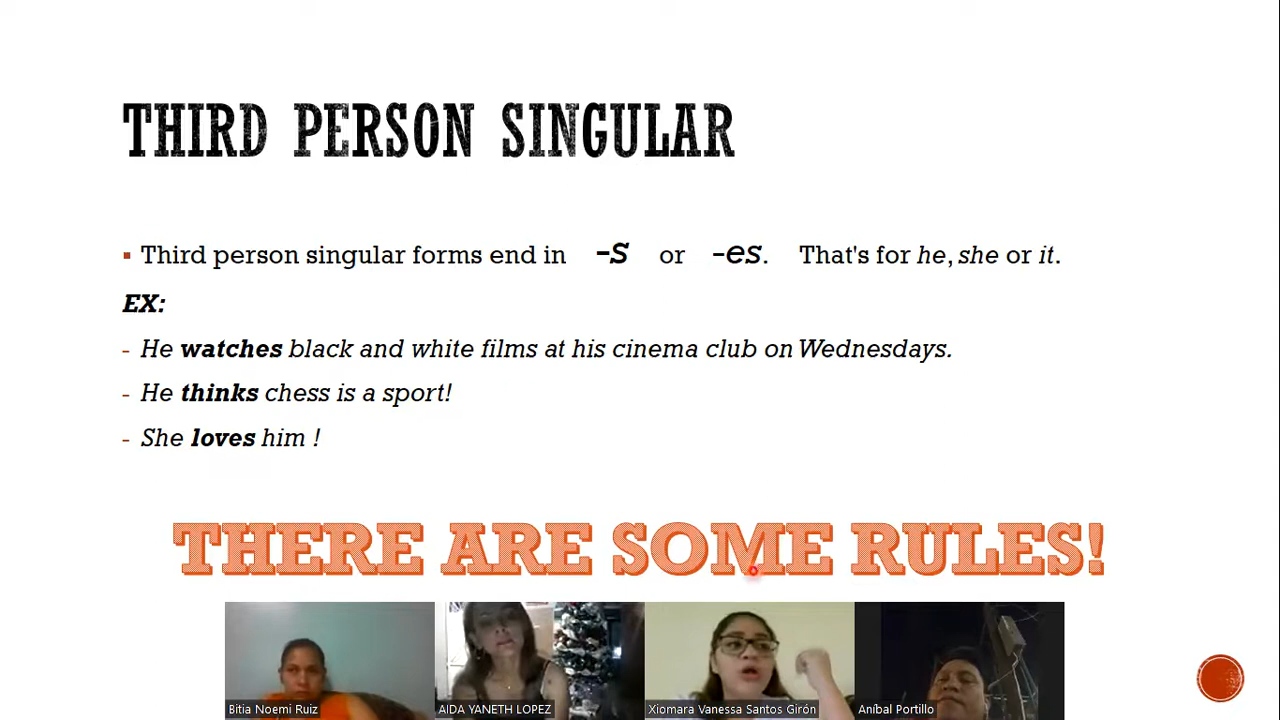 THIRD PERSON SINGULAR
▪ Third person singular forms end in -s or -es. That's for he, she or it.
EX:
- He watches black and white films at his cinema club on Wednesdays.
- He thinks chess is a sport!
- She loves him !
THERE ARE SOME RULES!
Bitia Noemi Ruiz AIDA YANETH LOPEZ Xiomara Vanessa Santos Girón Aníbal Portillo